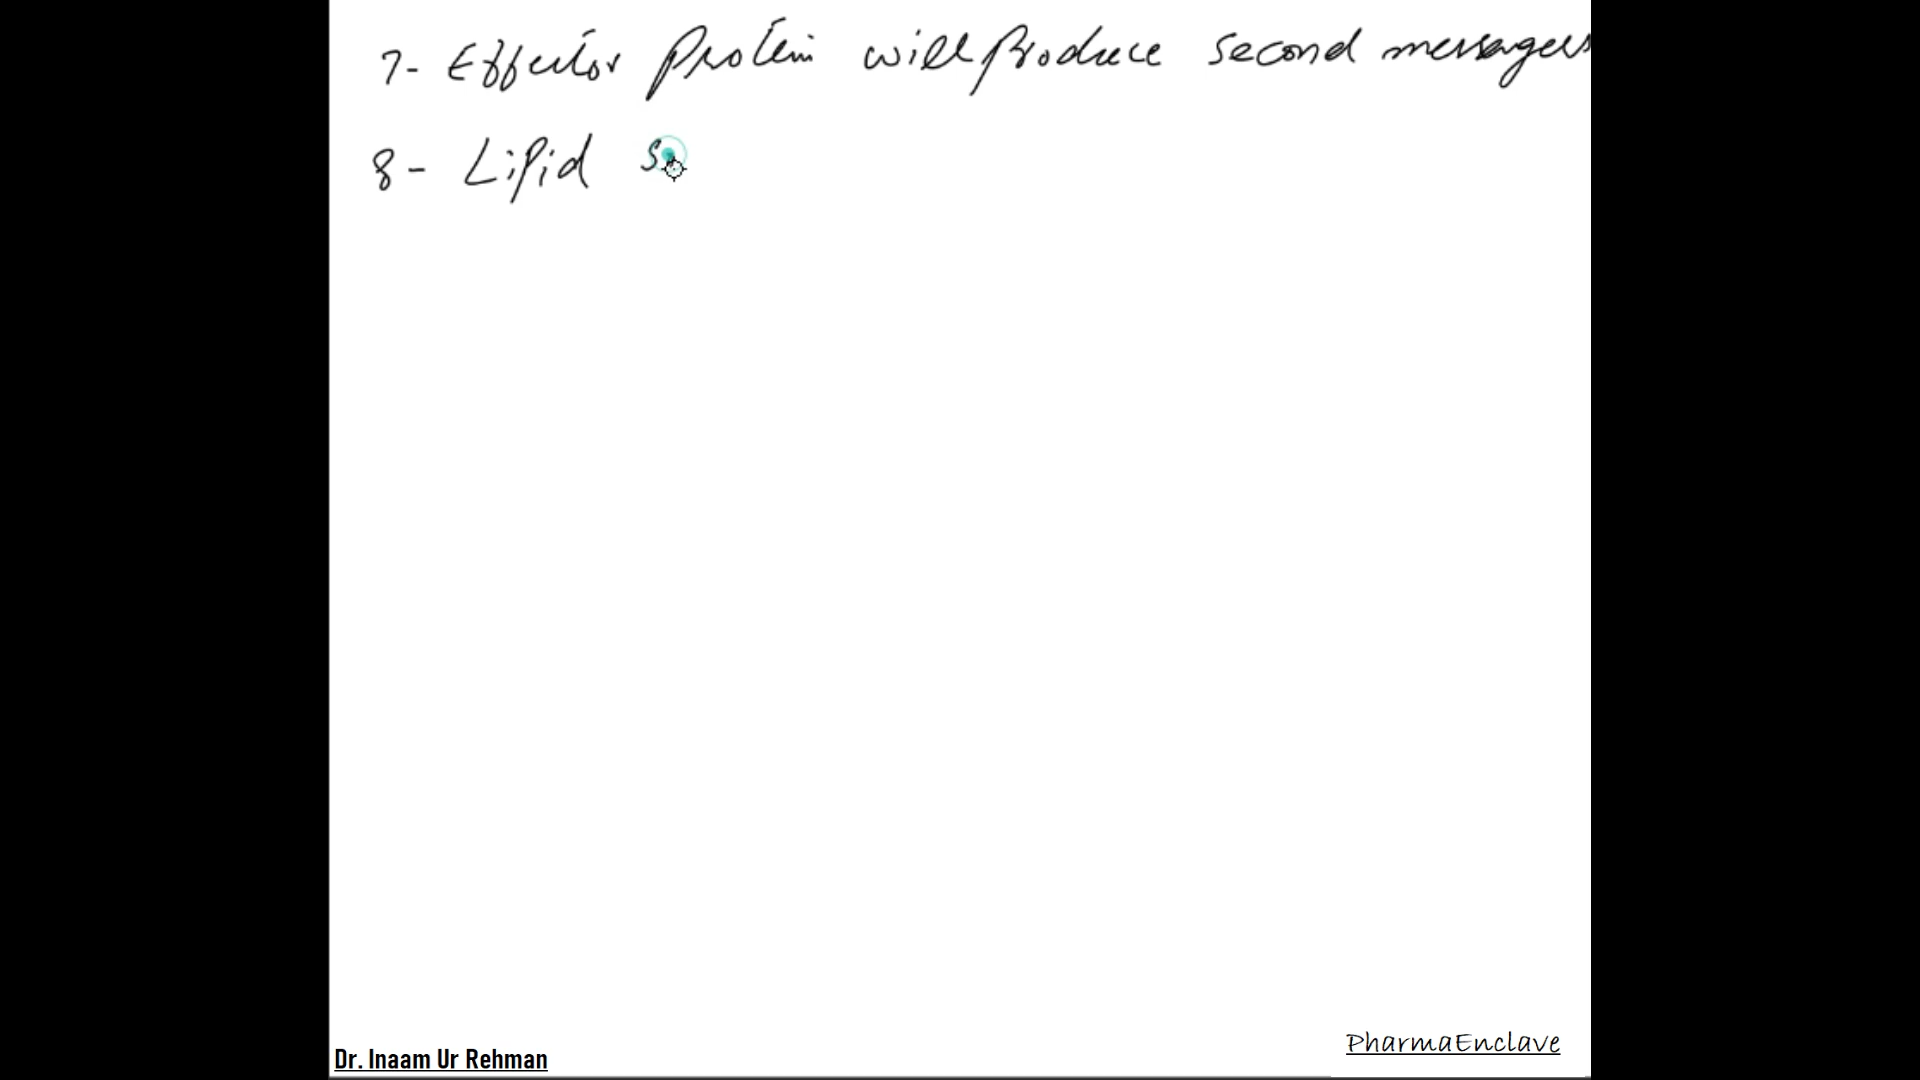 7- Effector Protein will produce second messengers
8- Lipid s
Dr. Inaam Ur Rehman
PharmaEnclave